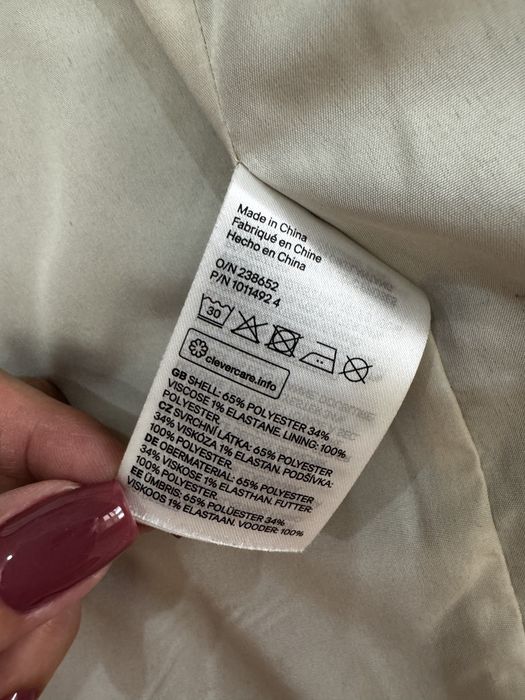 Made in China
Fabriqué en Chine
Hecho en China
O/N 238652
P/N 1011492 4
30
clevercare.info
GB SHELL: 65% POLYESTER 34%
VISCOSE 1% ELASTANE. LINING: 100%
POLYESTER.
CZ SVRCHNÍ LÁTKA: 65% POLYESTER
34% VISKÓZA 1% ELASTAN. PODŠÍVKA:
100% POLYESTER.
DE OBERMATERIAL: 65% POLYESTER
34% VISKOSE 1% ELASTHAN. FUTTER:
100% POLYESTER.
EE ÜMBRIS: 65% POLÜESTER 34%
VISKOOS 1% ELASTAAN. VOODER: 100%